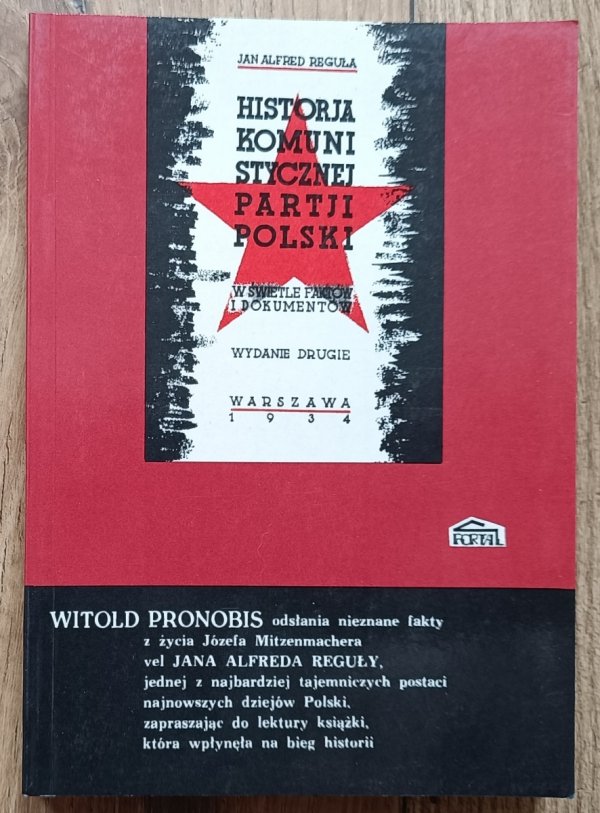 JAN ALFRED REGUŁA
HISTORJA
KOMUNI
STYCZNEJ
PARTJI
POLSKI
W ŚWIETLE FAKTÓW
I DOKUMENTÓW
WYDANIE DRUGIE
WARSZAWA
1934
PORTAL
WITOLD PRONOBIS odsłania nieznane fakty
z życia Józefa Mitzenmachera
vel JANA ALFREDA REGUŁY,
jednej z najbardziej tajemniczych postaci
najnowszych dziejów Polski,
zapraszając do lektury książki,
która wpłynęła na bieg historii